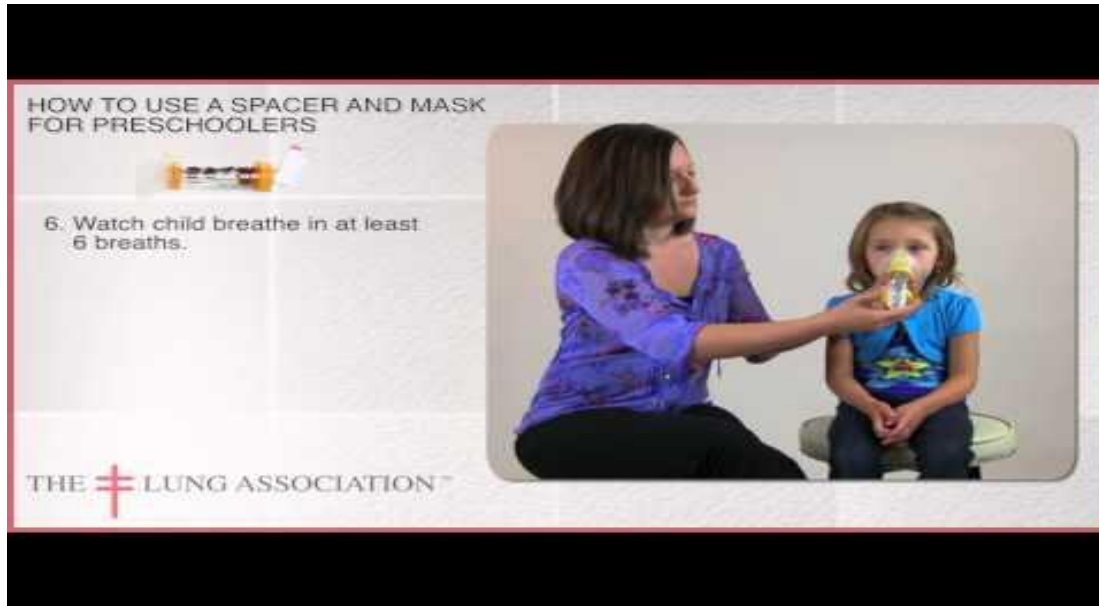 HOW TO USE A SPACER AND MASK
FOR PRESCHOOLERS
6. Watch child breathe in at least
6 breaths.
THE LUNG ASSOCIATION™